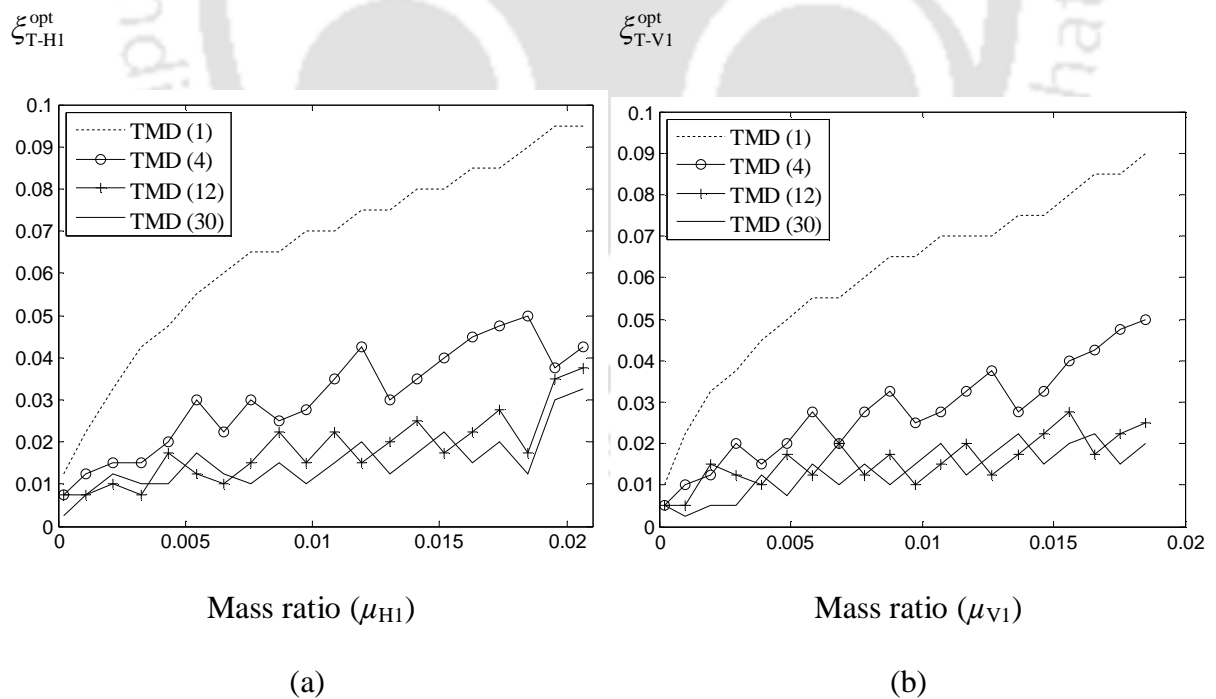 ξ opt T-H1
ξ opt T-V1
0.1
0.09
0.08
0.07
0.06
0.05
0.04
0.03
0.02
0.01
0
0
0.005
0.01
0.015
0.02
TMD (1)
TMD (4)
TMD (12)
TMD (30)
Mass ratio (μH1)
(a)
0.1
0.09
0.08
0.07
0.06
0.05
0.04
0.03
0.02
0.01
0
0
0.005
0.01
0.015
0.02
TMD (1)
TMD (4)
TMD (12)
TMD (30)
Mass ratio (μV1)
(b)